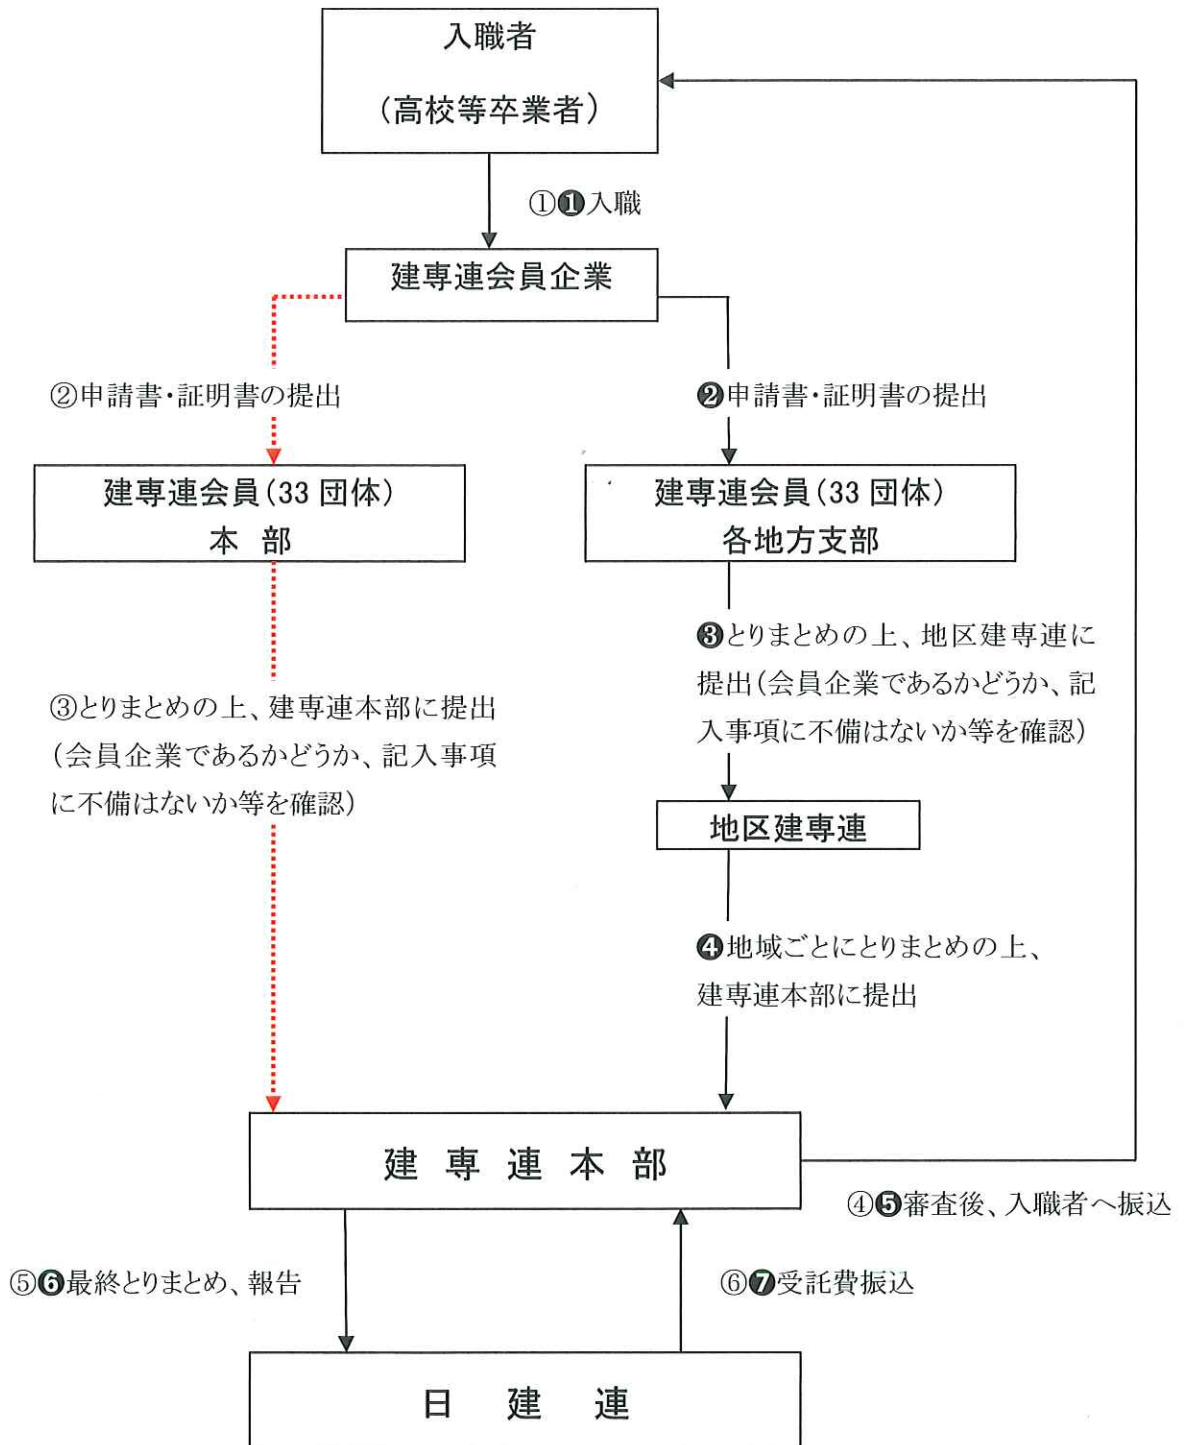 入職者
(高校等卒業者)
①❶入職
建専連会員企業
②申請書・証明書の提出
❷申請書・証明書の提出
建専連会員(33団体)
本 部
建専連会員(33団体)
各地方支部
❸とりまとめの上、地区建専連に
提出(会員企業であるかどうか、記
入事項に不備はないか等を確認)
③とりまとめの上、建専連本部に提出
(会員企業であるかどうか、記入事項
に不備はないか等を確認)
地区建専連
❹地域ごとにとりまとめの上、
建専連本部に提出
建 専 連 本 部
④❺審査後、入職者へ振込
⑤❻最終とりまとめ、報告
⑥❼受託費振込
日 建 連